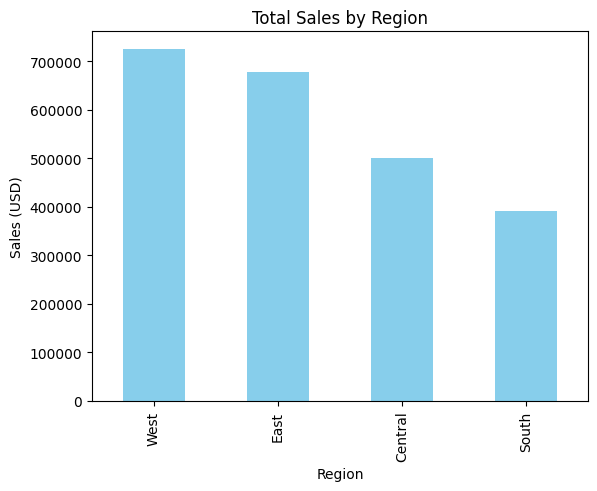 Total Sales by Region
Sales (USD)
700000
600000
500000
400000
300000
200000
100000
0
West
East
Central
South
Region